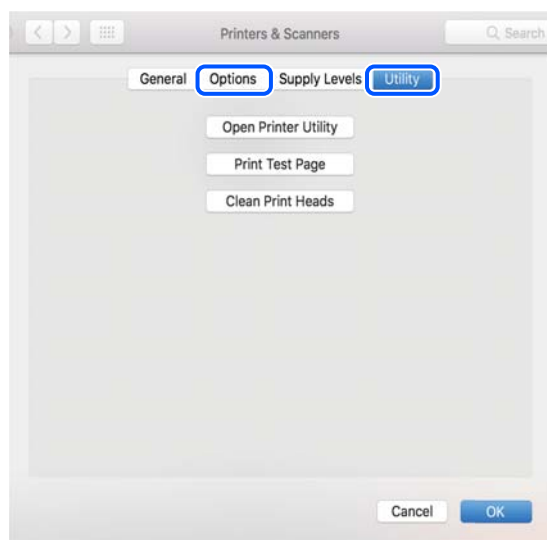 Printers & Scanners Search
General Options Supply Levels Utility
Open Printer Utility
Print Test Page
Clean Print Heads
Cancel OK